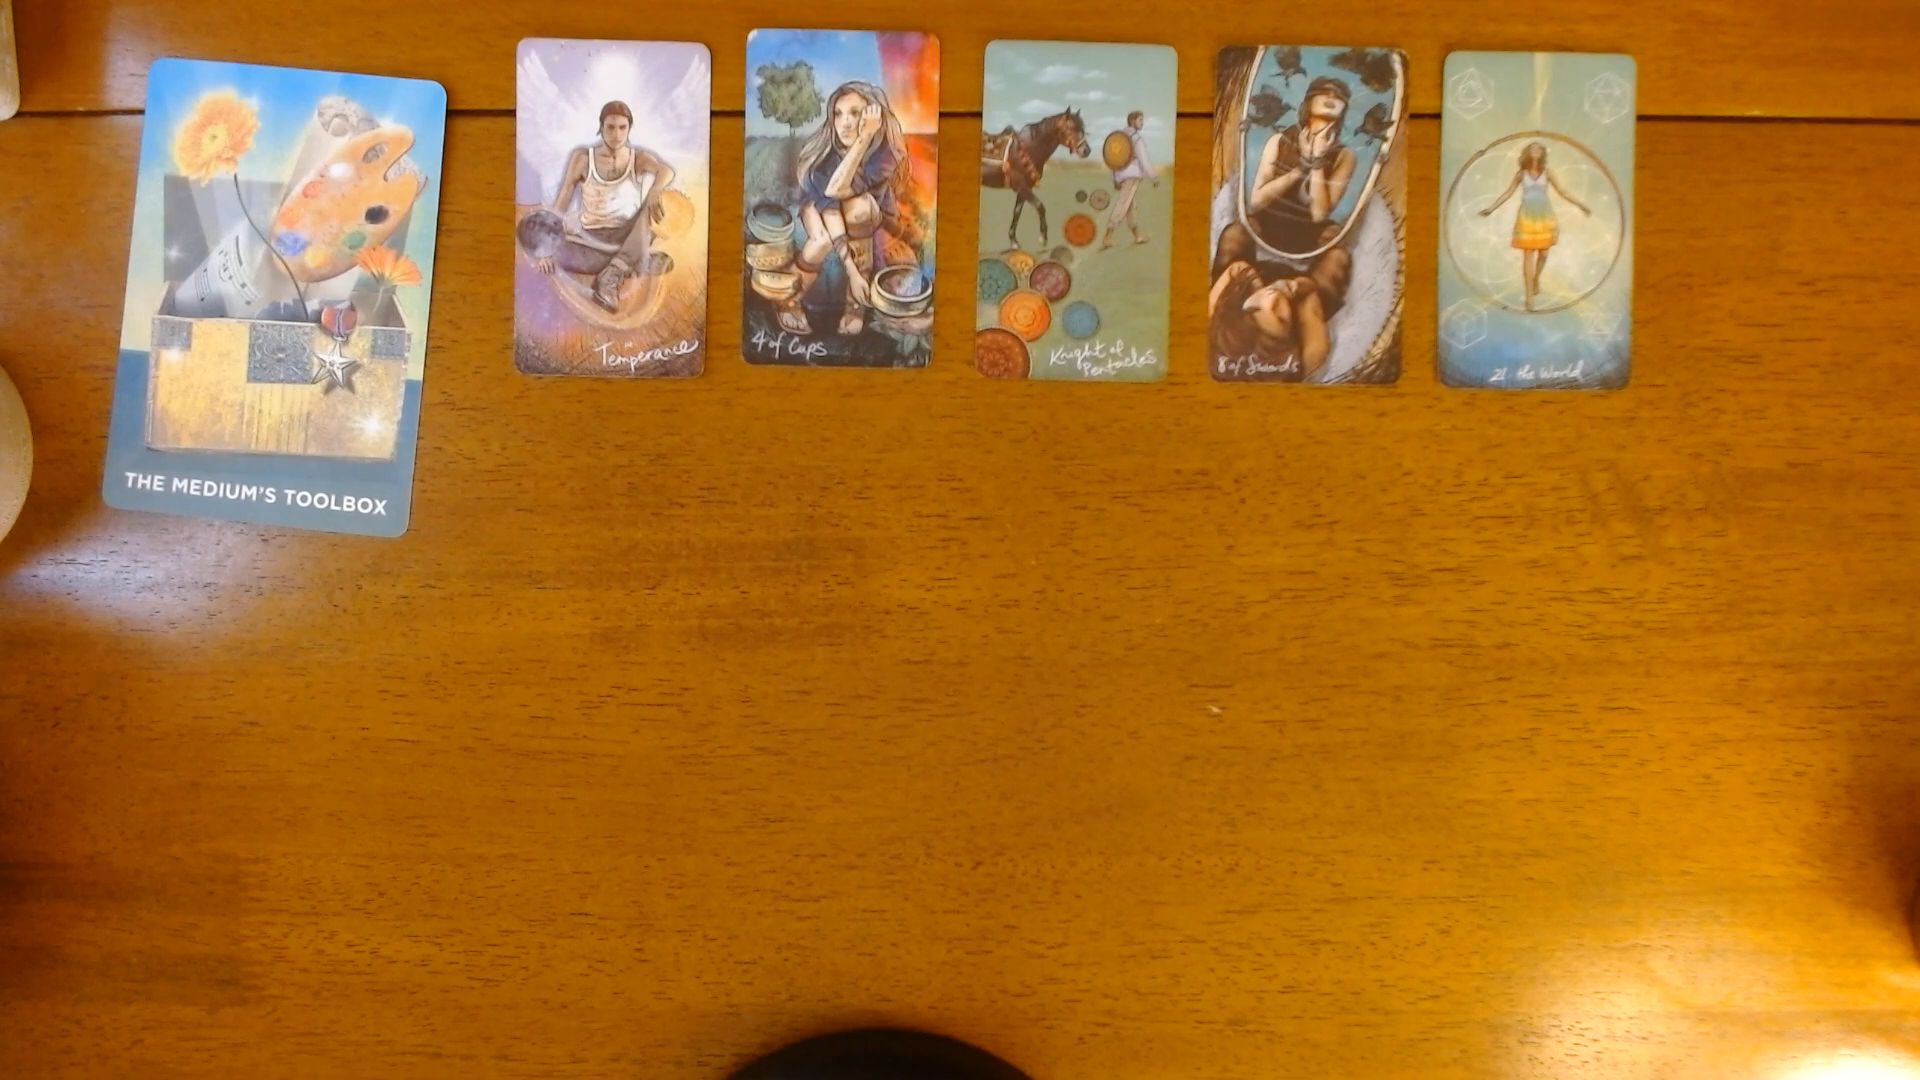 THE MEDIUM'S TOOLBOX
Temperance
4 of Cups
Knight of
Pentacles
8 of Swords
21 the World